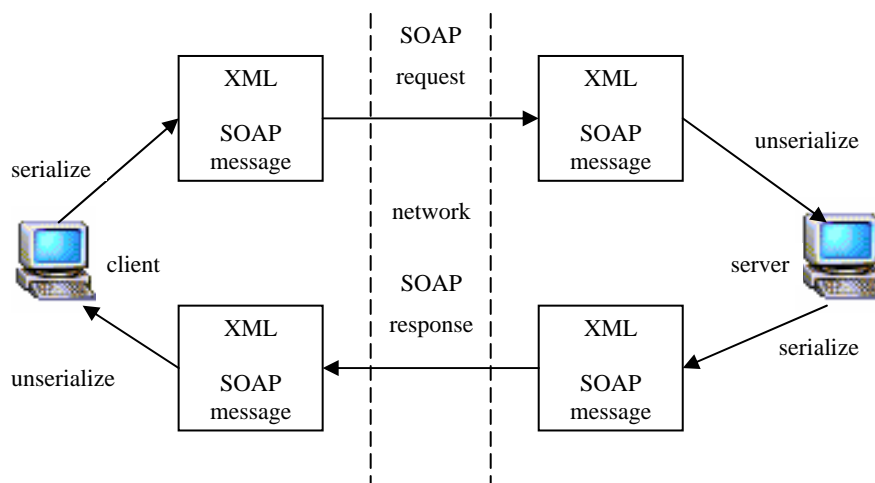 SOAP
request
XML
SOAP
message
XML
SOAP
message
serialize
unserialize
network
client
server
SOAP
response
XML
SOAP
message
XML
SOAP
message
unserialize
serialize